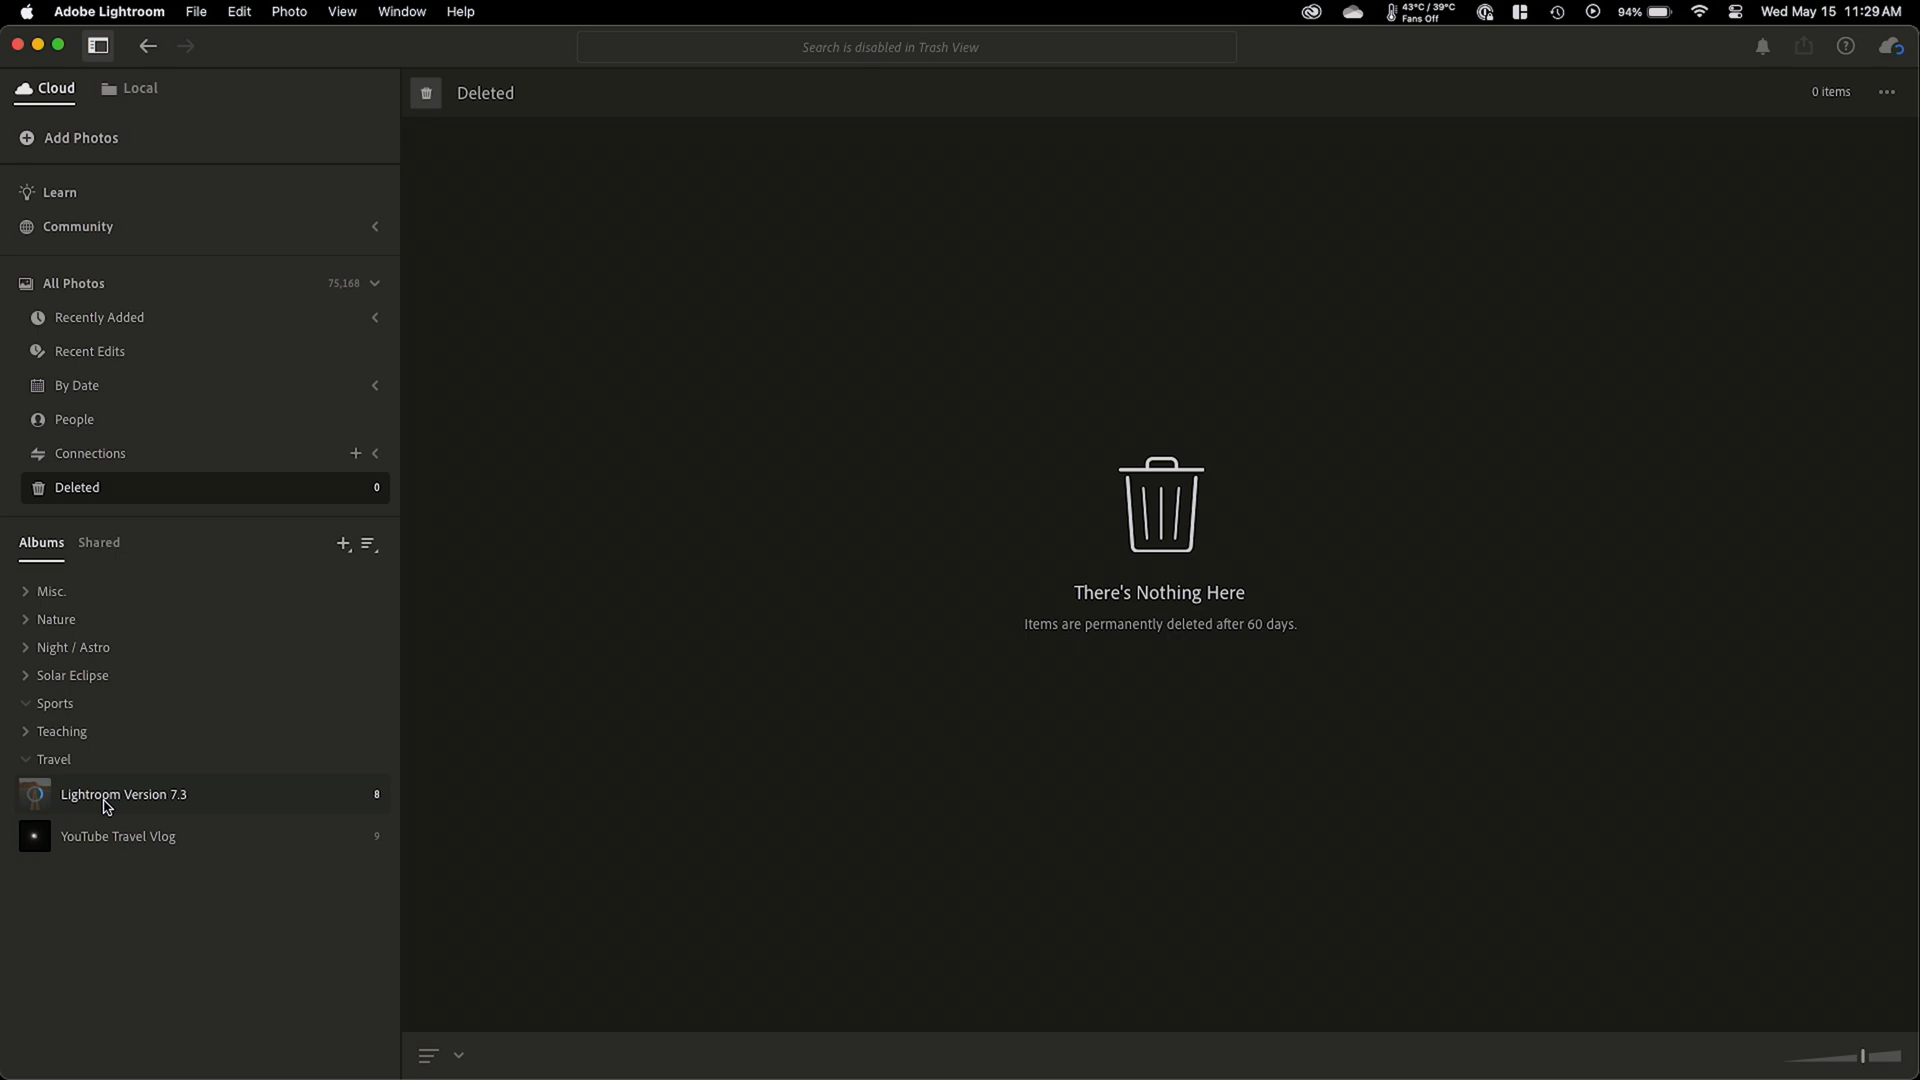 Adobe Lightroom File Edit Photo View Window Help
43°C / 39°C
Fans Off
94% Wed May 15 11:29 AM
Search is disabled in Trash View
Cloud Local
Deleted 0 items
Add Photos
Learn
Community
All Photos 75,168
Recently Added
Recent Edits
By Date
People
Connections
Deleted 0
Albums Shared
Misc.
Nature
Night / Astro
Solar Eclipse
Sports
Teaching
Travel
Lightroom Version 7.3 8
YouTube Travel Vlog 9
There's Nothing Here
Items are permanently deleted after 60 days.